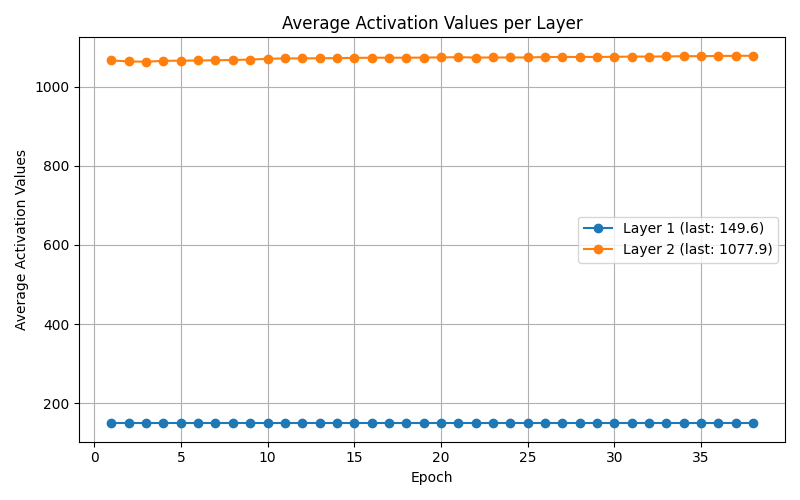 Average Activation Values per Layer
Average Activation Values
1000
800
600
400
200
Layer 1 (last: 149.6)
Layer 2 (last: 1077.9)
0 5 10 15 20 25 30 35
Epoch